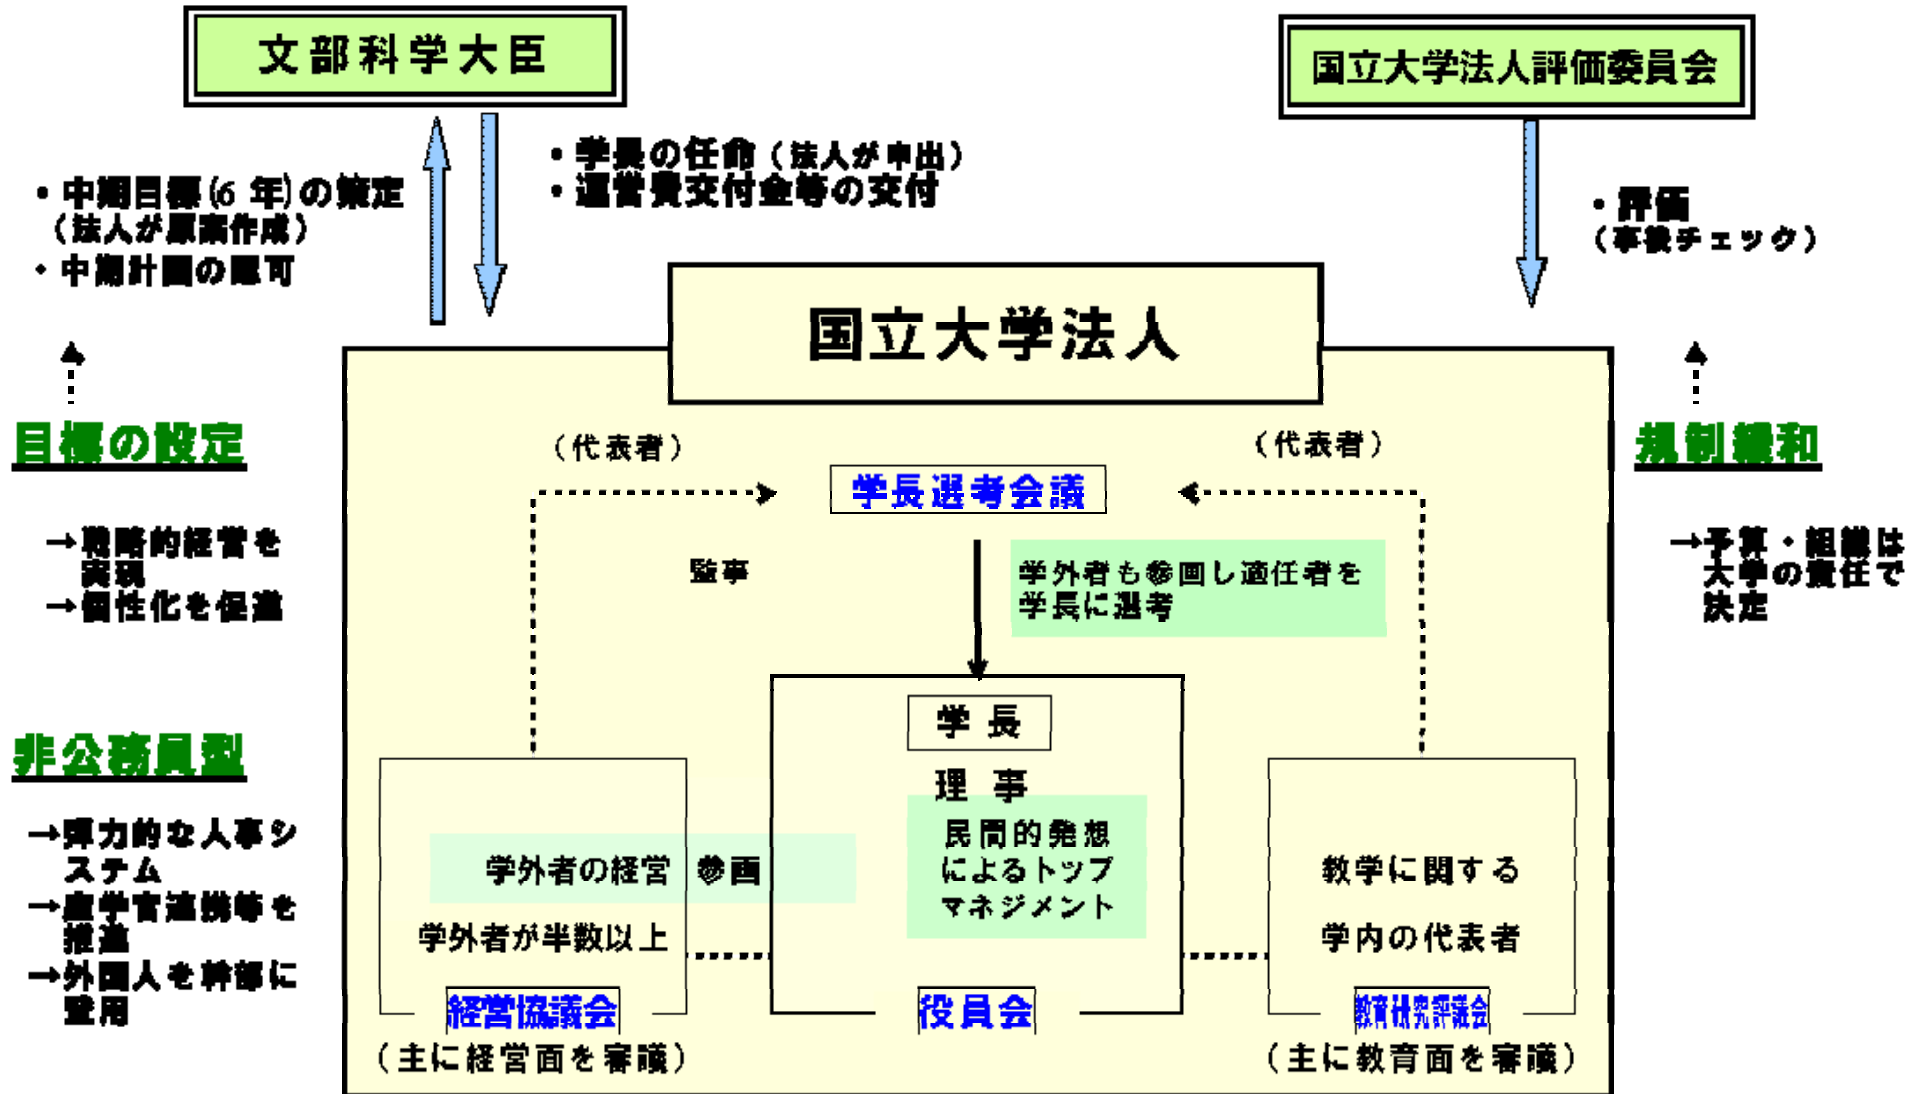 文部科学大臣
国立大学法人評価委員会
・学長の任命（法人が申出）
・運営費交付金等の交付
・中期目標(6 年)の策定
（法人が原案作成）
・中期計画の認可
・評価
（事後チェック）
国立大学法人
目標の設定
→戦略的経営を
実現
→個性化を促進
規制緩和
→予算・組織は
大学の責任で
決定
（代表者）
（代表者）
学長選考会議
監事
学外者も参画し適任者を
学長に選考
非公務員型
→弾力的な人事シ
ステム
→産学官連携等を
推進
→外国人を幹部に
登用
学長
理事
民間的発想
によるトップ
マネジメント
学外者の経営 参画
学外者が半数以上
経営協議会
（主に経営面を審議）
役員会
教学に関する
学内の代表者
教育研究評議会
（主に教育面を審議）